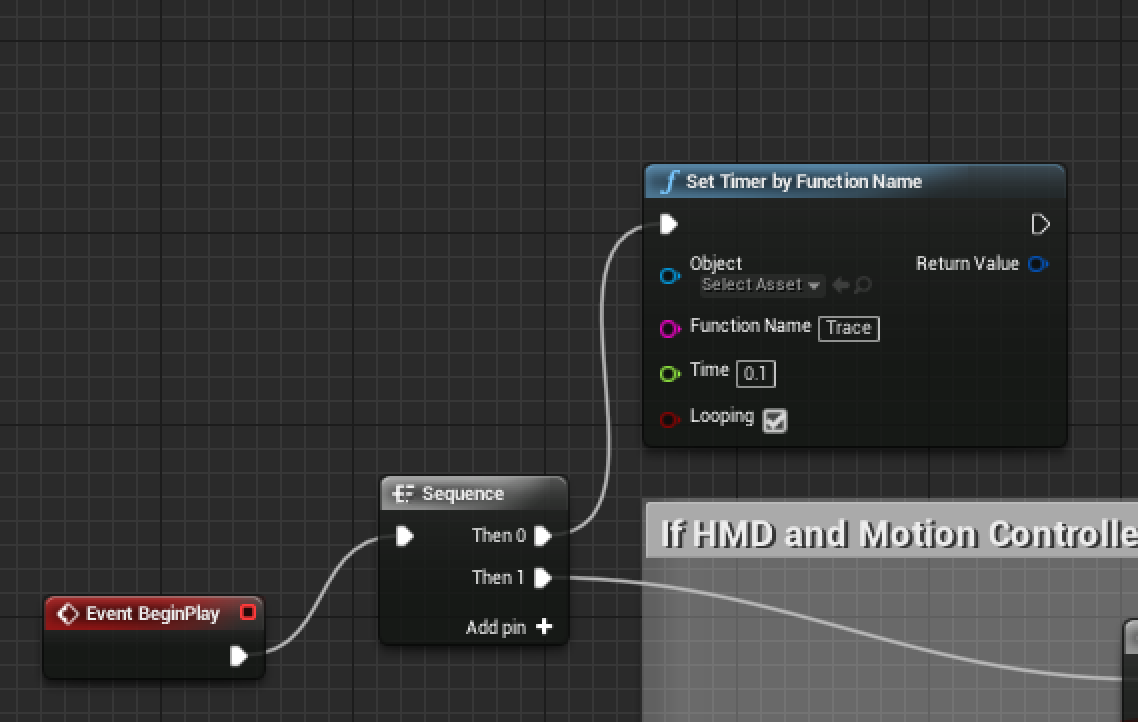 Set Timer by Function Name
Object
Select Asset
Return Value
Function Name Trace
Time 0.1
Looping
Sequence
Then 0
Then 1
Add pin
If HMD and Motion Controlle
Event BeginPlay